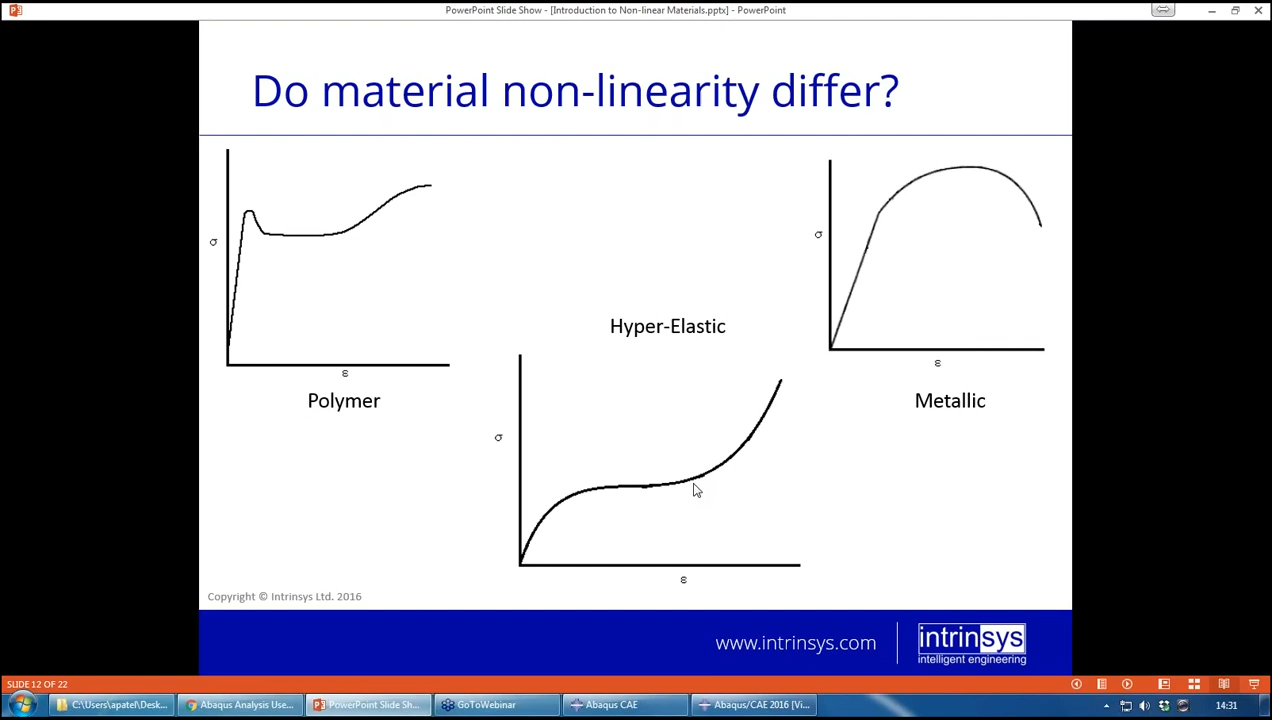 PowerPoint Slide Show - [Introduction to Non-linear Materials.pptx] - PowerPoint
Do material non-linearity differ?
σ
ε
Polymer
Hyper-Elastic
σ
ε
σ
ε
Metallic
Copyright © Intrinsys Ltd. 2016
www.intrinsys.com
intrinsys
intelligent engineering
SLIDE 12 OF 22
C:\Users\apatel\Desk...
Abaqus Analysis Use...
PowerPoint Slide Sh...
GoToWebinar
Abaqus CAE
Abaqus/CAE 2016 [Vi...
14:31